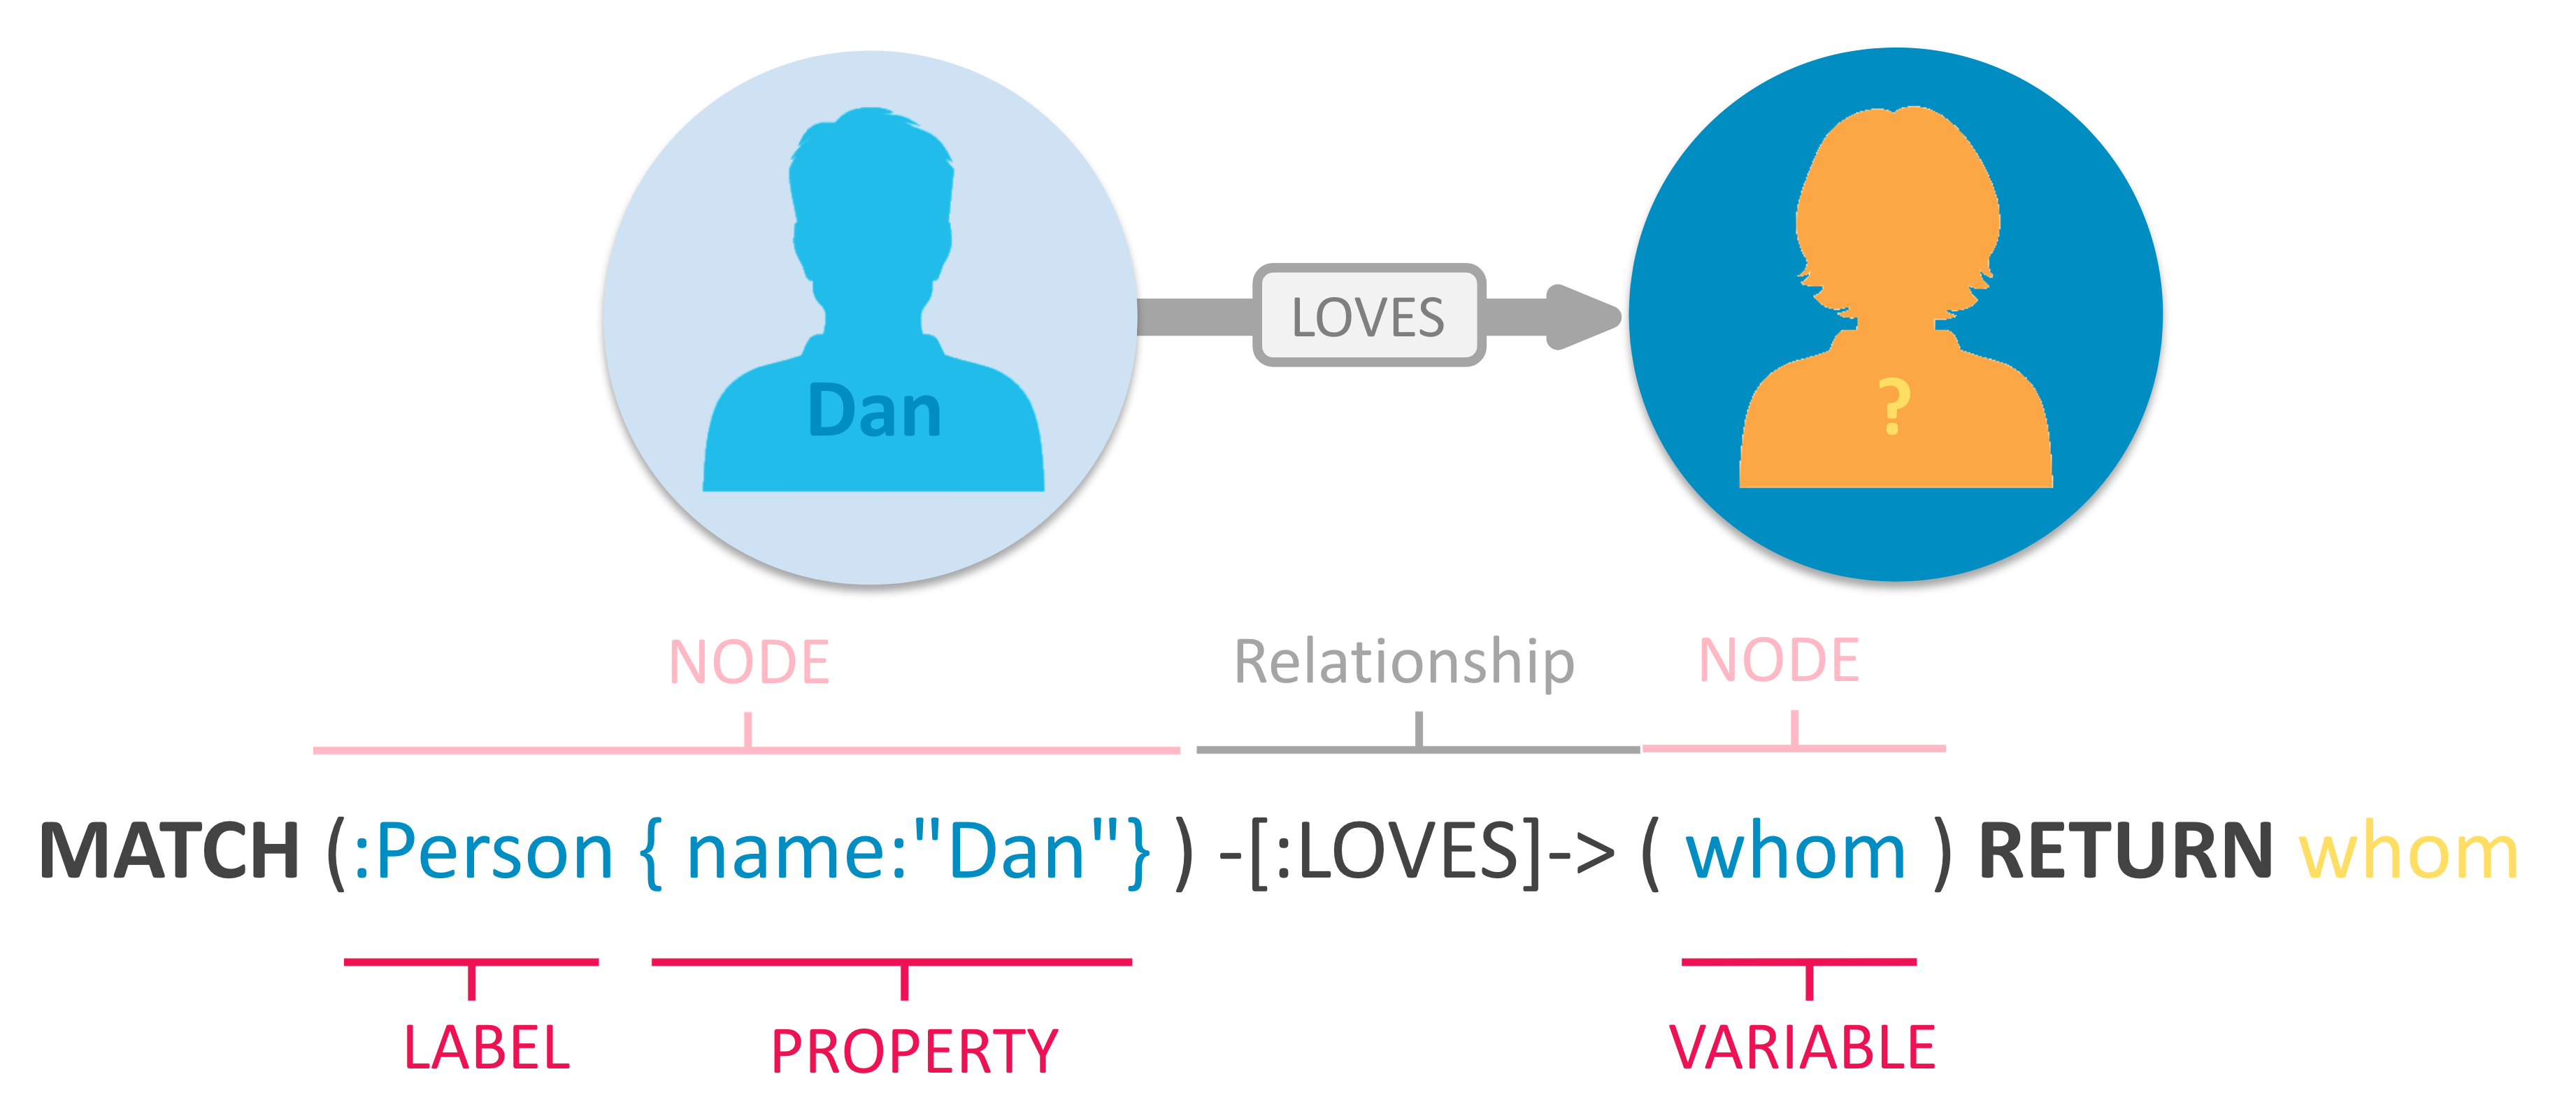 Dan
LOVES
?
NODE
Relationship
NODE
MATCH (:Person { name:"Dan"} ) -[:LOVES]-> ( whom ) RETURN whom
LABEL
PROPERTY
VARIABLE